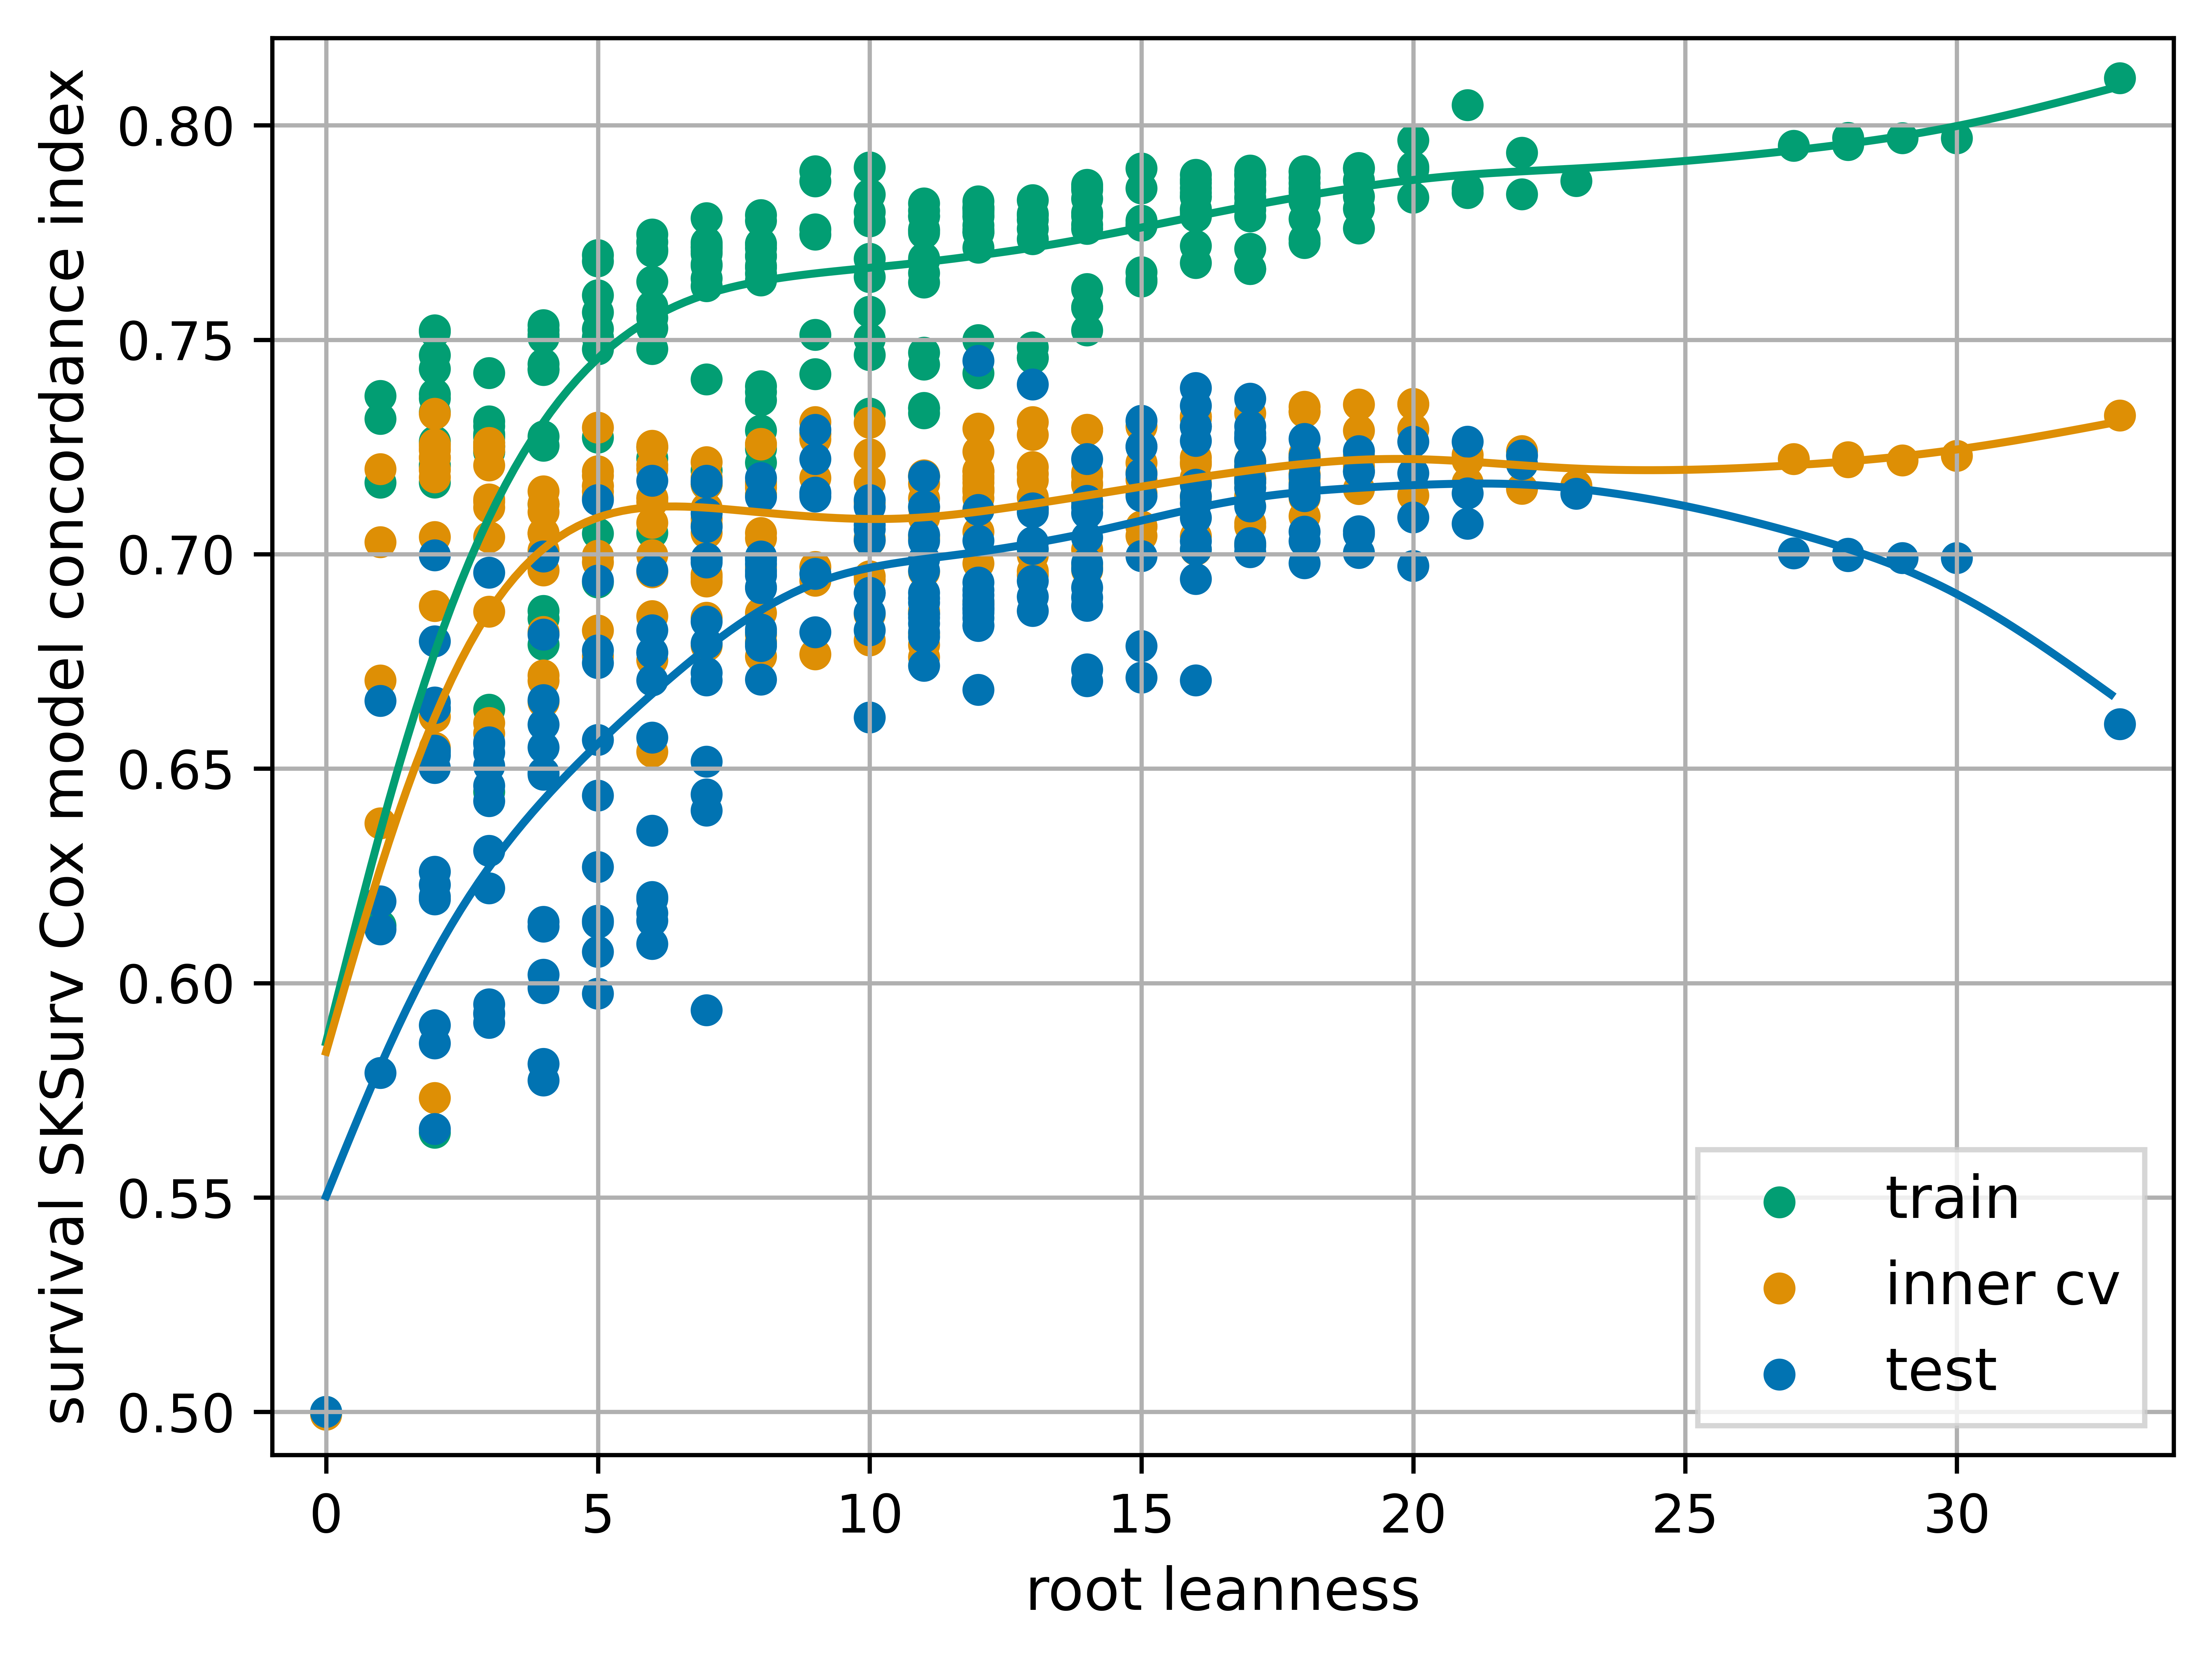 survival SKSurv Cox model concordance index
0.80
0.75
0.70
0.65
0.60
0.55
0.50
0 5 10 15 20 25 30
root leanness
train
inner cv
test